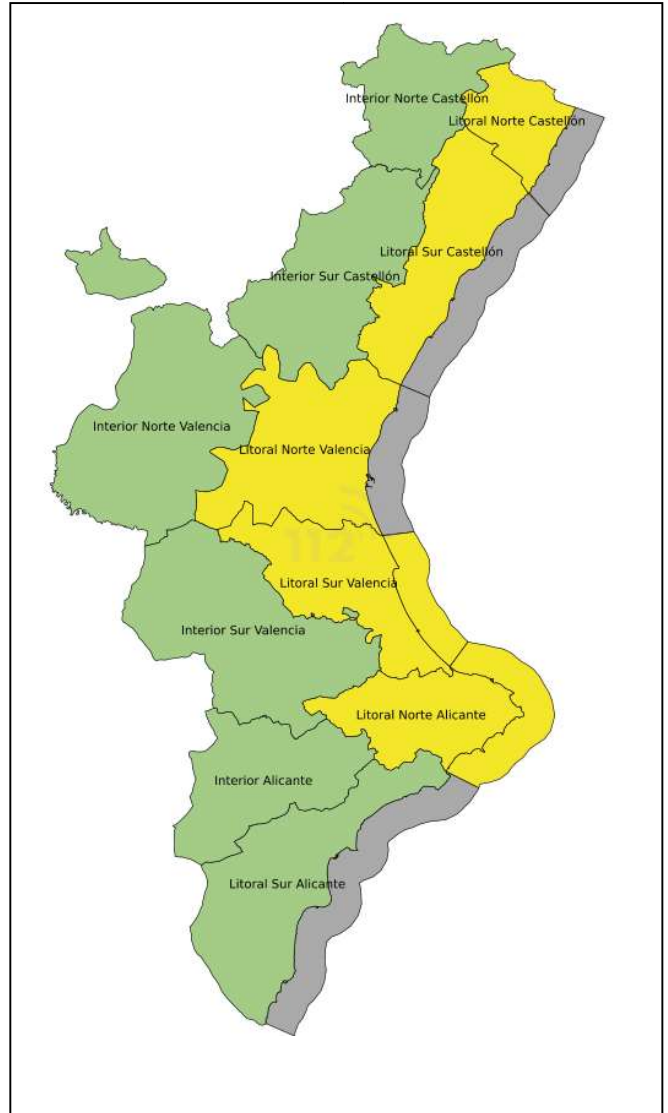 Interior Norte Castellón
Litoral Norte Castellón
Litoral Sur Castellón
Interior Sur Castellón
Interior Norte Valencia
Litoral Norte Valencia
112
Litoral Sur Valencia
Interior Sur Valencia
Litoral Norte Alicante
Interior Alicante
Litoral Sur Alicante